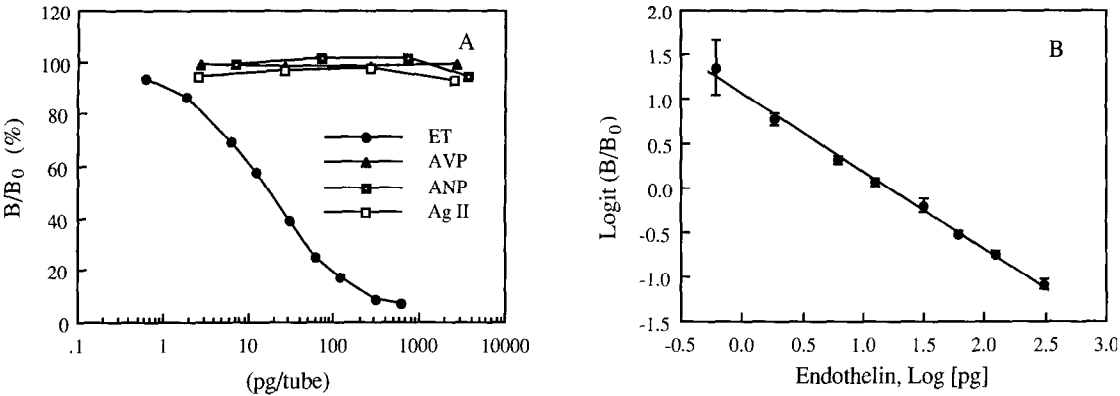 A
B/B0 (%)
120
100
80
60
40
20
0
ET
AVP
ANP
Ag II
.1
1
10
100
1000
10000
(pg/tube)
B
Logit (B/B0)
2.0
1.5
1.0
0.5
0.0
-0.5
-1.0
-1.5
-0.5
0.0
0.5
1.0
1.5
2.0
2.5
3.0
Endothelin, Log [pg]